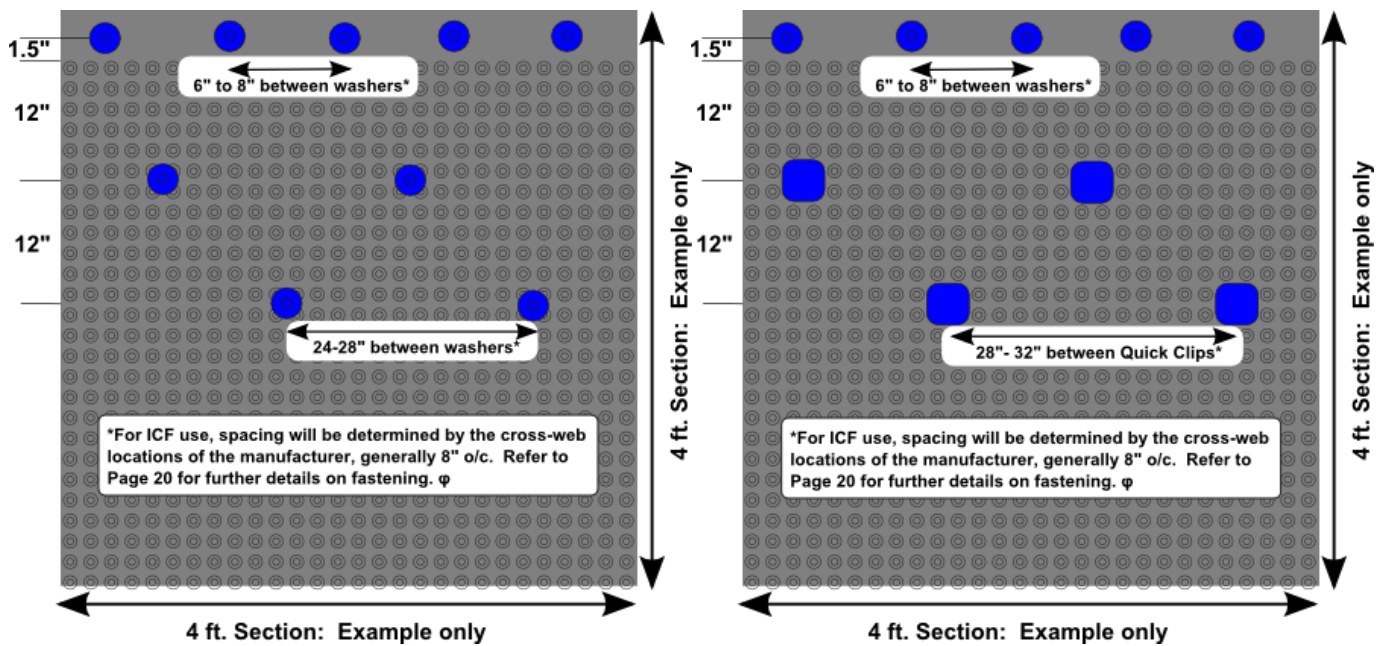 1.5"
6" to 8" between washers*
12"
12"
24-28" between washers*
*For ICF use, spacing will be determined by the cross-web
locations of the manufacturer, generally 8" o/c. Refer to
Page 20 for further details on fastening. φ
4 ft. Section: Example only
4 ft. Section: Example only
1.5"
6" to 8" between washers*
12"
12"
28"- 32" between Quick Clips*
*For ICF use, spacing will be determined by the cross-web
locations of the manufacturer, generally 8" o/c. Refer to
Page 20 for further details on fastening. φ
4 ft. Section: Example only
4 ft. Section: Example only